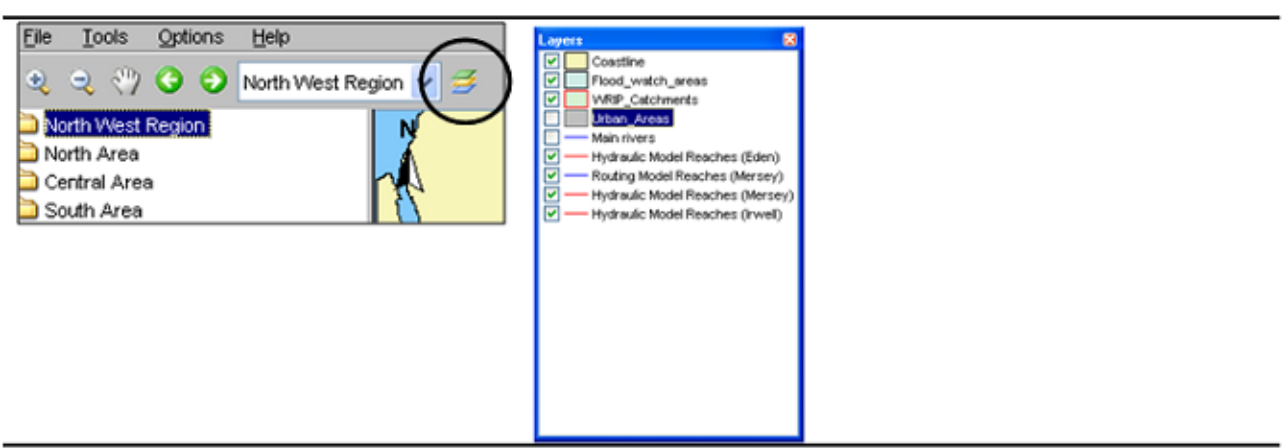 File Tools Options Help
North West Region
North West Region
North Area
Central Area
South Area
N
Layers
Coastline
Flood_watch_areas
WRIP_Catchments
Urban_Areas
Main rivers
Hydraulic Model Reaches (Eden)
Routing Model Reaches (Mersey)
Hydraulic Model Reaches (Mersey)
Hydraulic Model Reaches (Irwell)